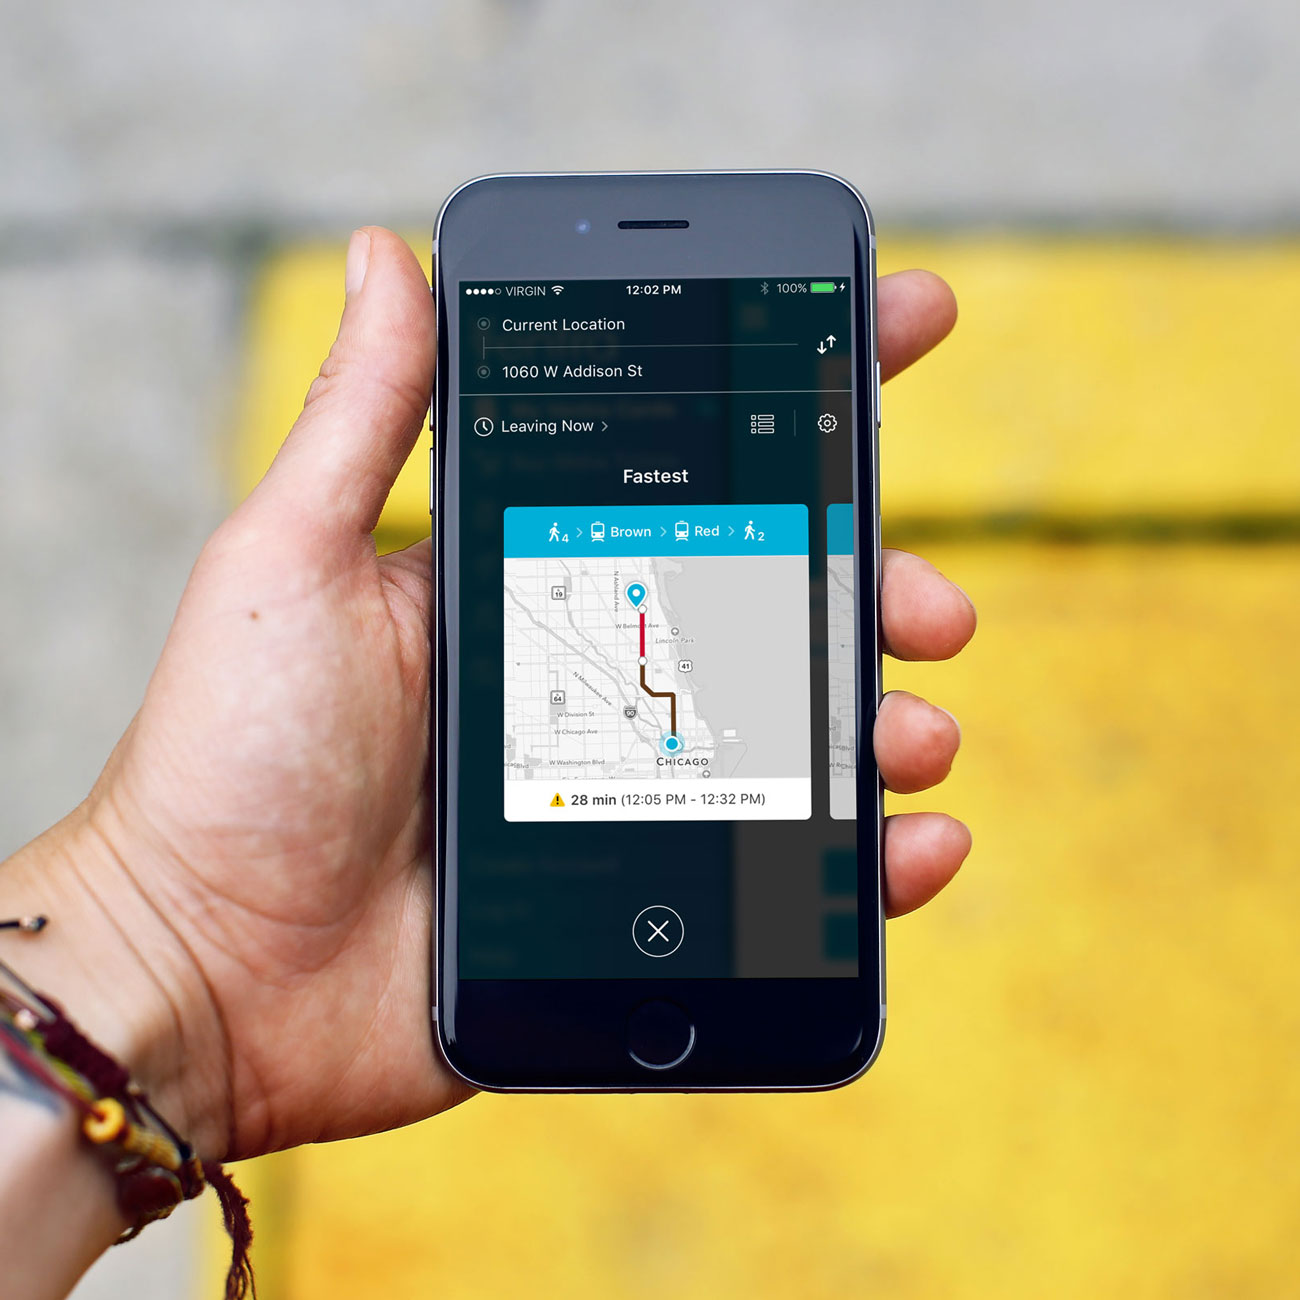 VIRGIN 12:02 PM 100%
Current Location
1060 W Addison St
Leaving Now
Fastest
4 Brown Red 2
19
N Ashland Ave
W Belmont Ave
Lincoln Park
41
N Milwaukee Ave
64
90
W Division St
W Chicago Ave
CHICAGO
W Washington Blvd
28 min (12:05 PM - 12:32 PM)